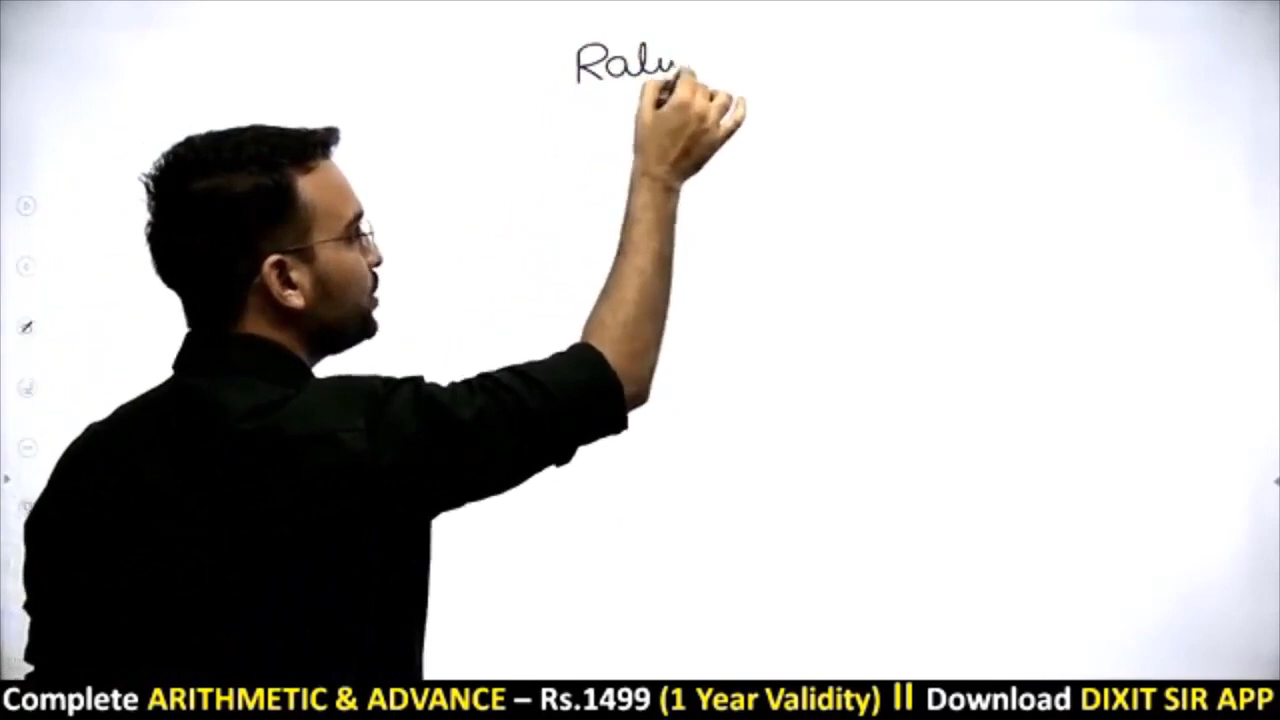 Complete ARITHMETIC & ADVANCE – Rs.1499 (1 Year Validity) II Download DIXIT SIR APP